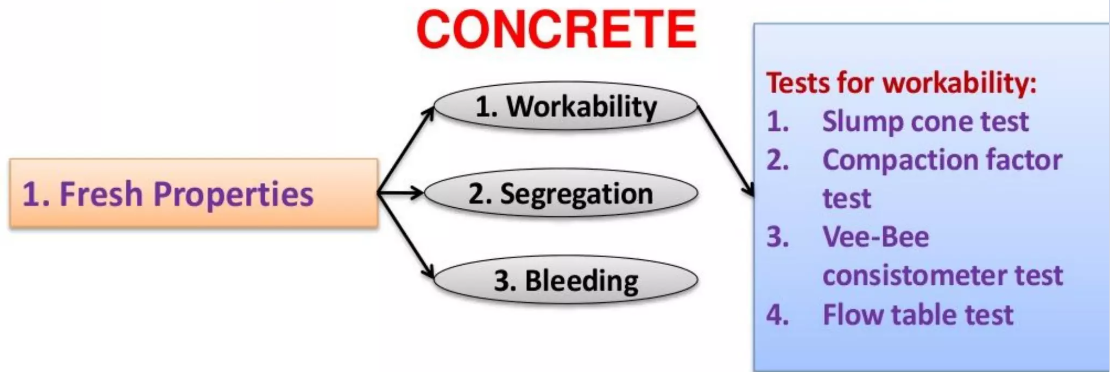 CONCRETE
1. Fresh Properties
1. Workability
2. Segregation
3. Bleeding
Tests for workability:
1. Slump cone test
2. Compaction factor
test
3. Vee-Bee
consistometer test
4. Flow table test